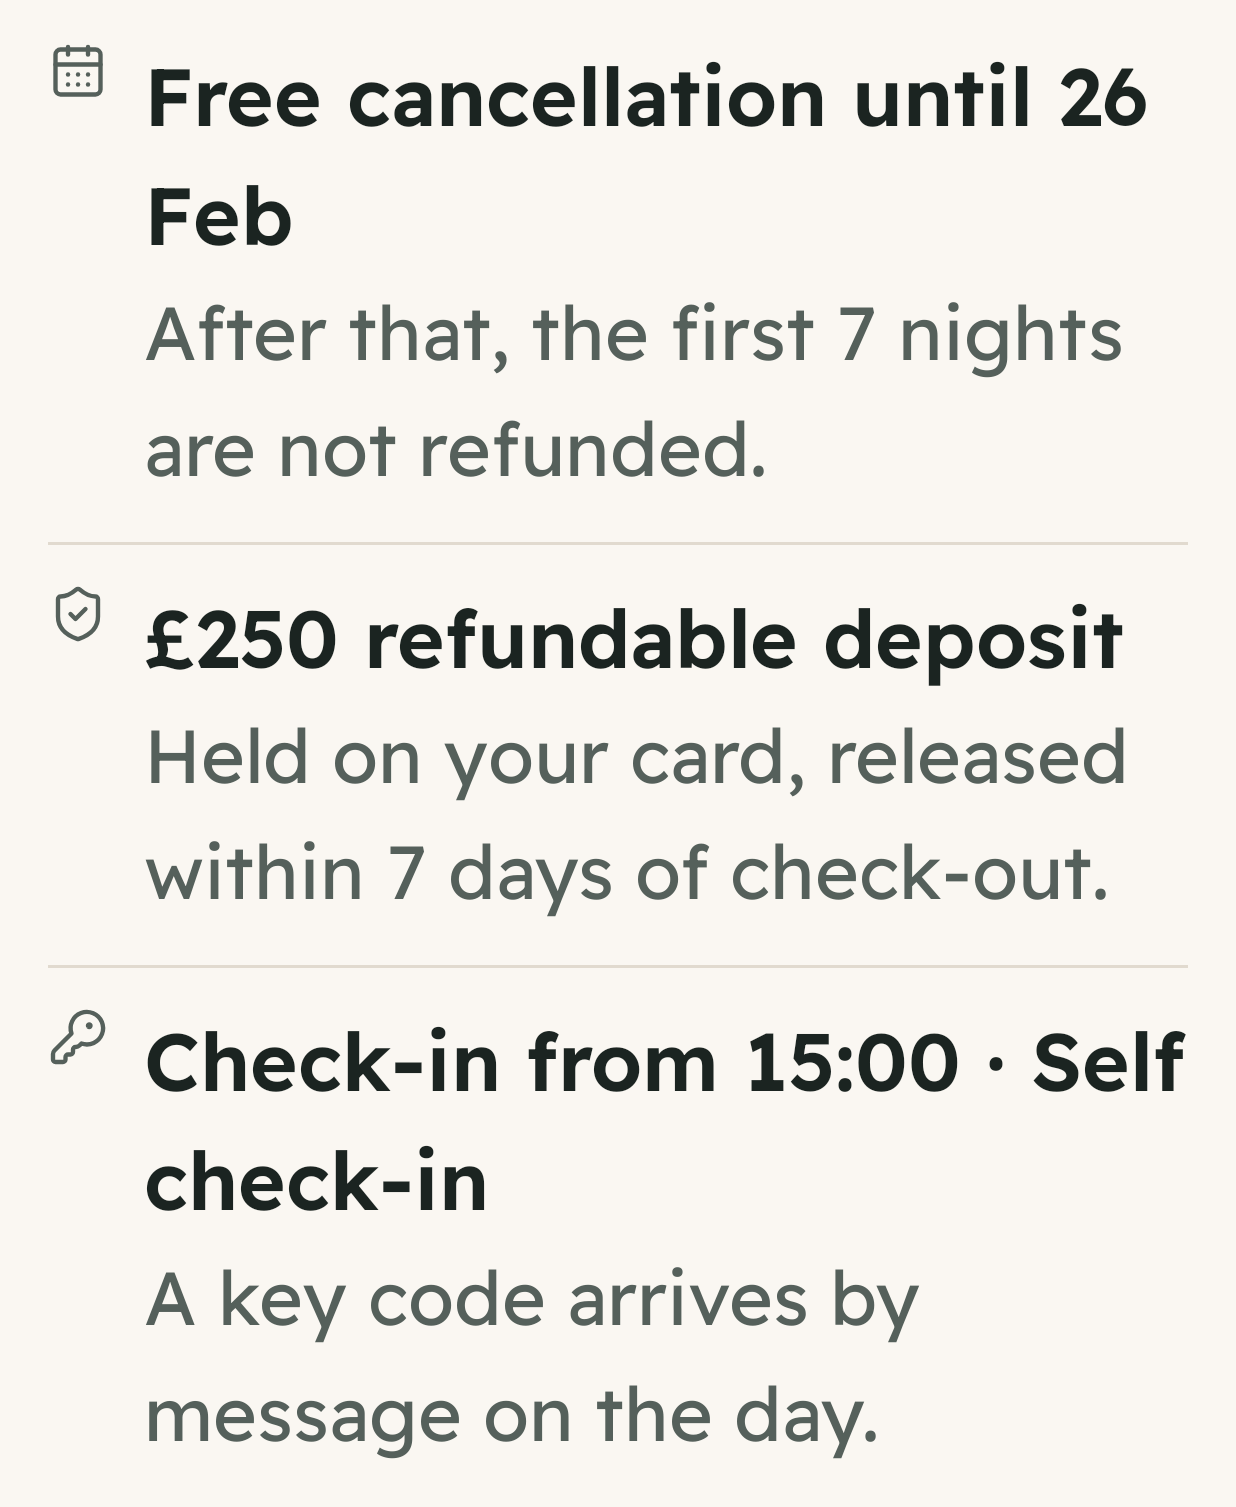 Free cancellation until 26
Feb
After that, the first 7 nights
are not refunded.
£250 refundable deposit
Held on your card, released
within 7 days of check-out.
Check-in from 15:00 · Self
check-in
A key code arrives by
message on the day.